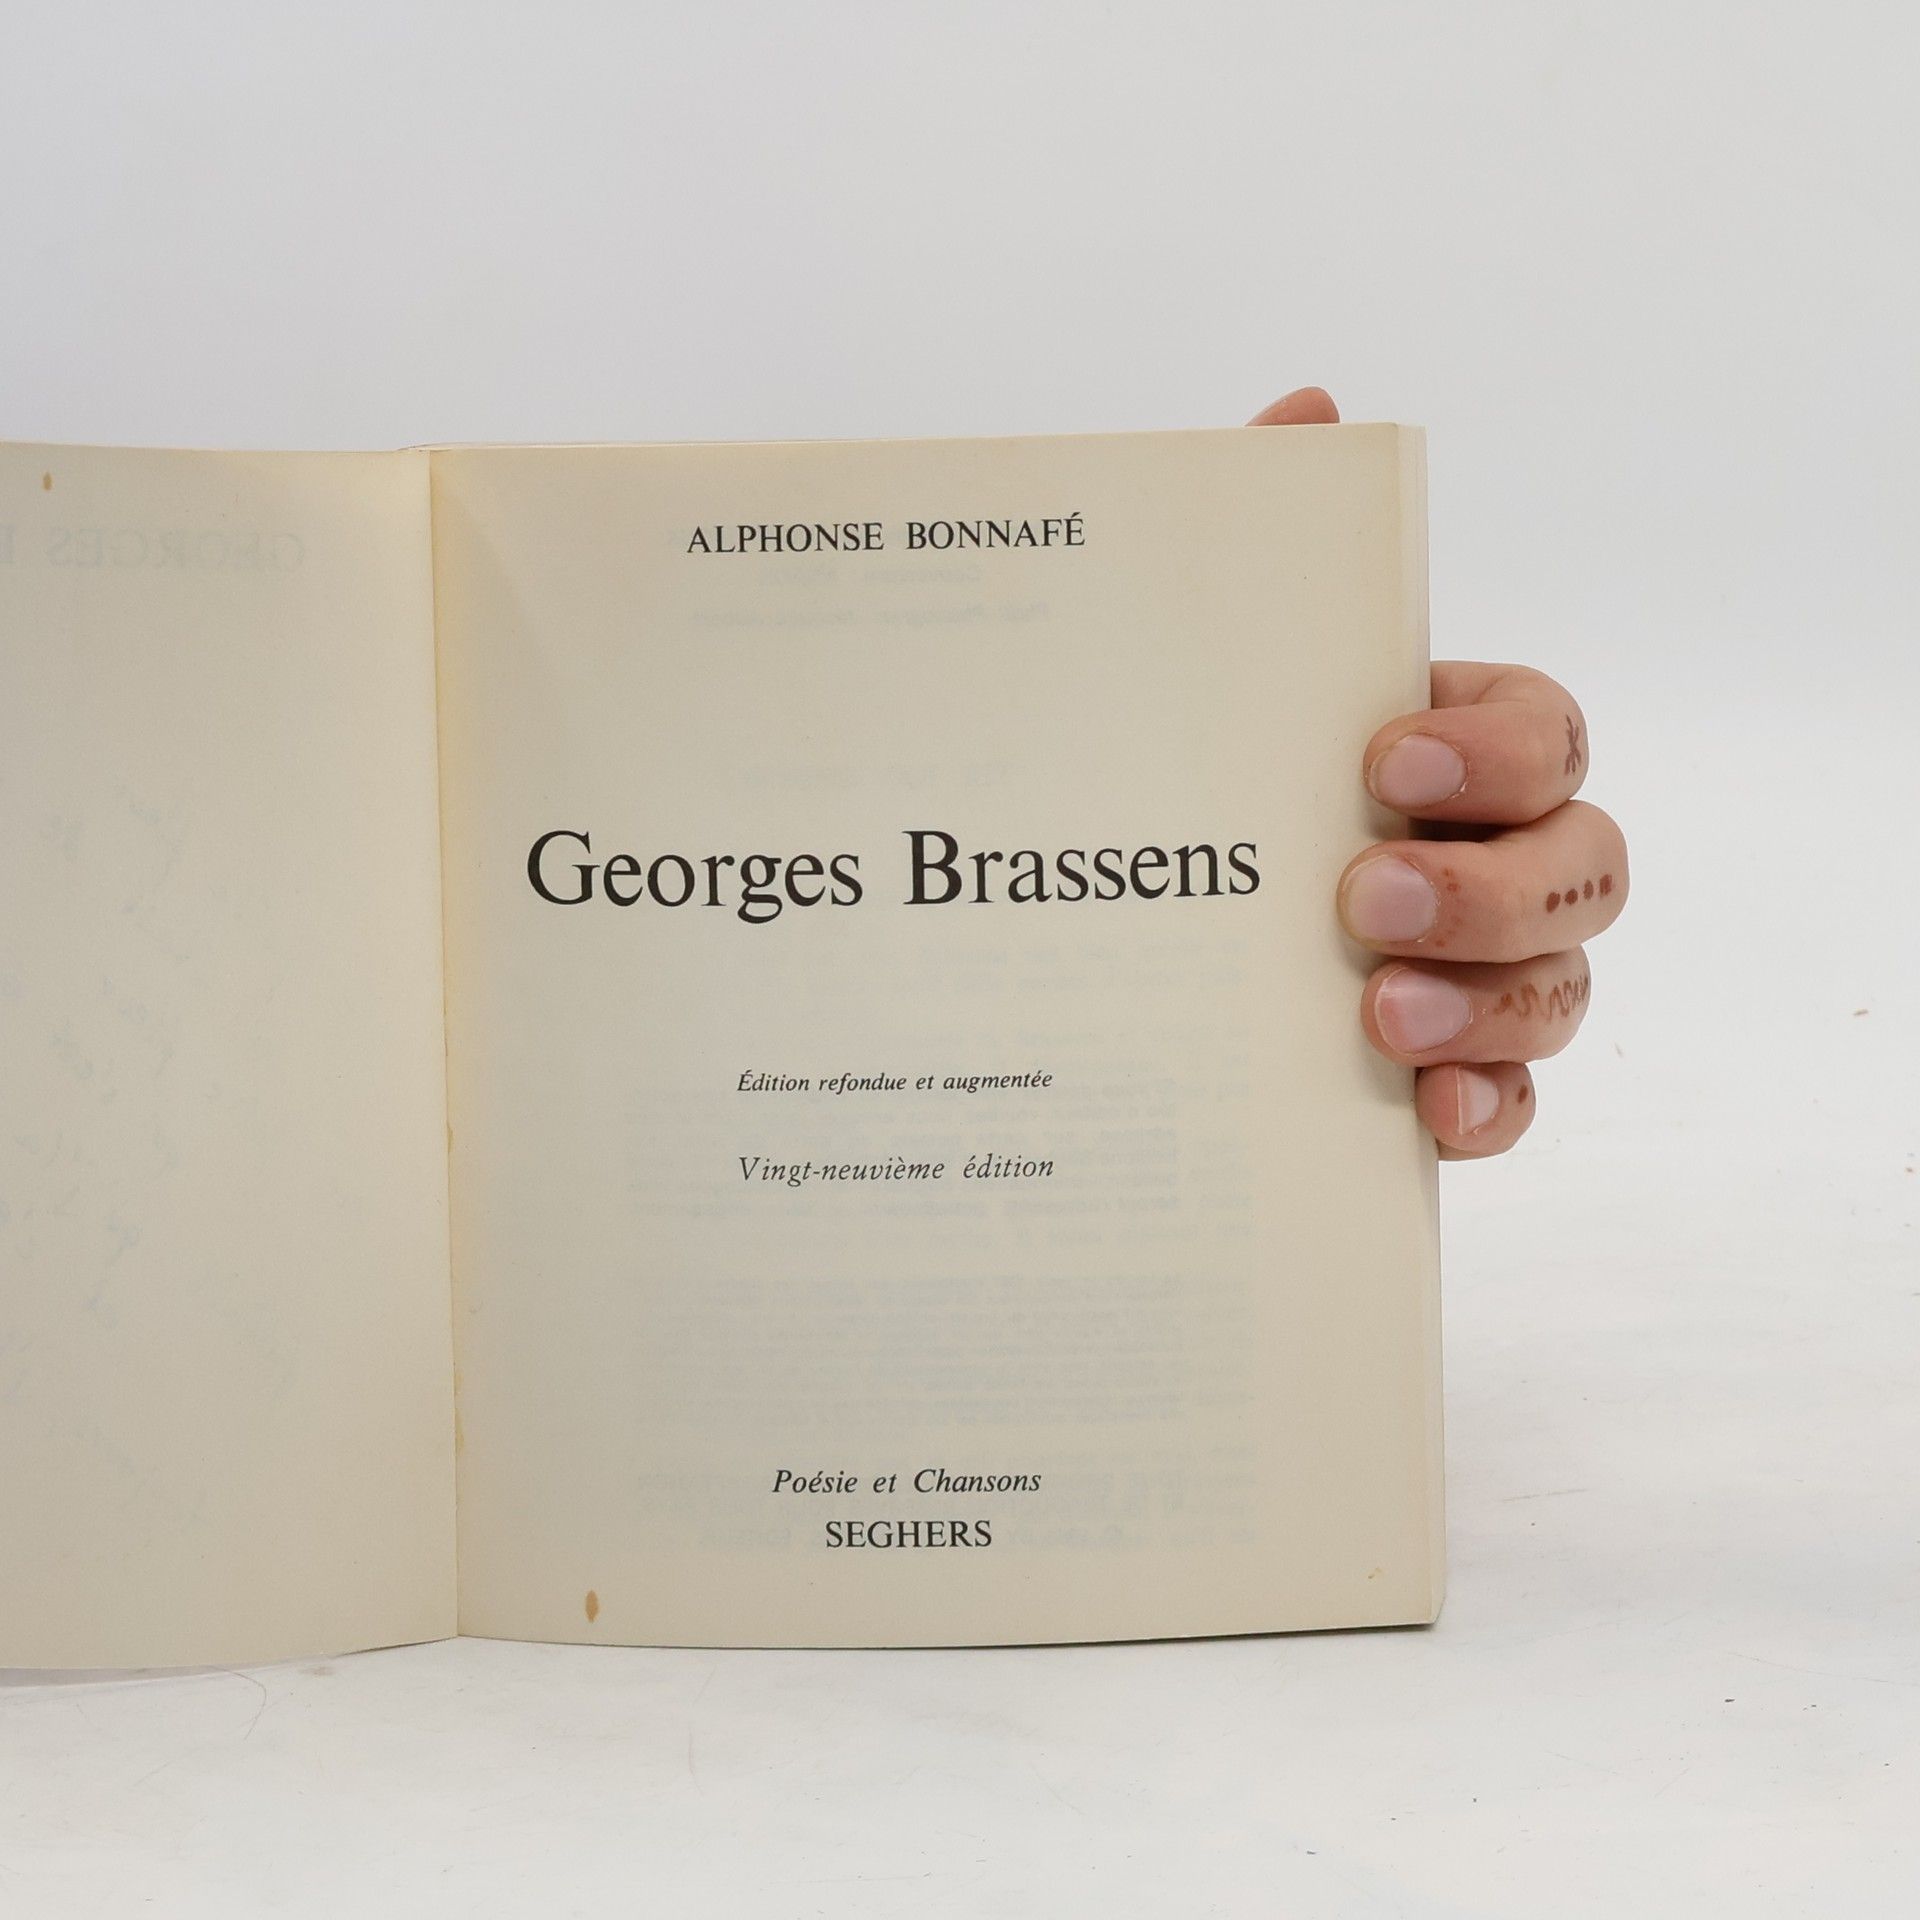 ALPHONSE BONNAFÉ
Georges Brassens
Édition refondue et augmentée
Vingt-neuvième édition
Poésie et Chansons
SEGHERS